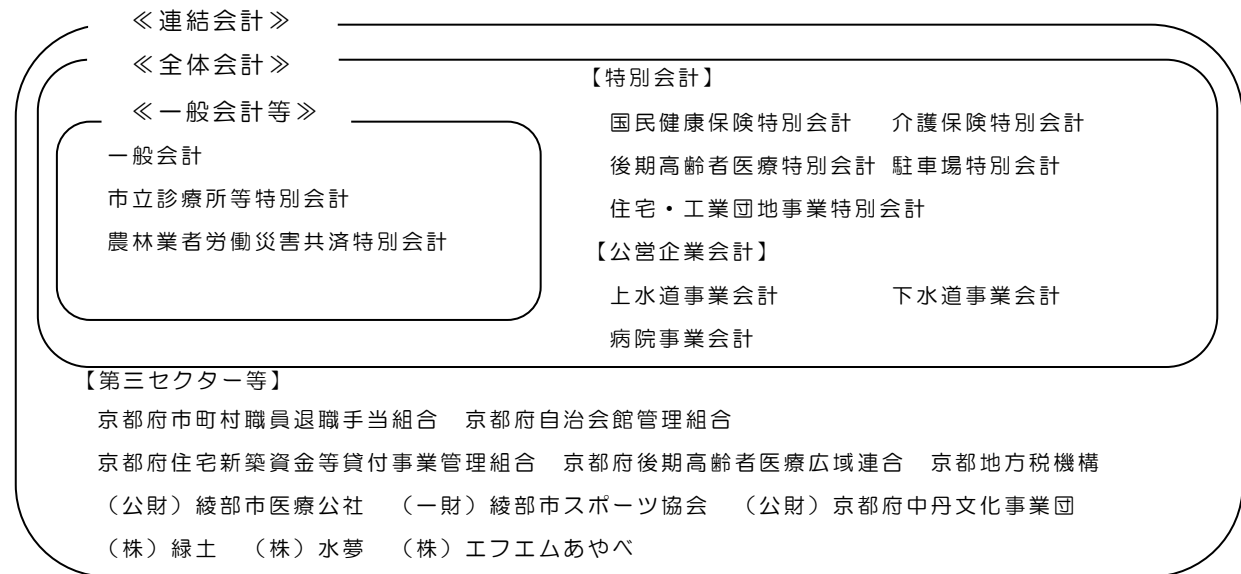 ≪連結会計≫
≪全体会計≫
≪一般会計等≫
一般会計
市立診療所等特別会計
農林業者労働災害共済特別会計
【特別会計】
国民健康保険特別会計 介護保険特別会計
後期高齢者医療特別会計 駐車場特別会計
住宅・工業団地事業特別会計
【公営企業会計】
上水道事業会計 下水道事業会計
病院事業会計
【第三セクター等】
京都府市町村職員退職手当組合 京都府自治会館管理組合
京都府住宅新築資金等貸付事業管理組合 京都府後期高齢者医療広域連合 京都地方税機構
（公財）綾部市医療公社 （一財）綾部市スポーツ協会 （公財）京都府中丹文化事業団
（株）緑土 （株）水夢 （株）エフエムあやべ